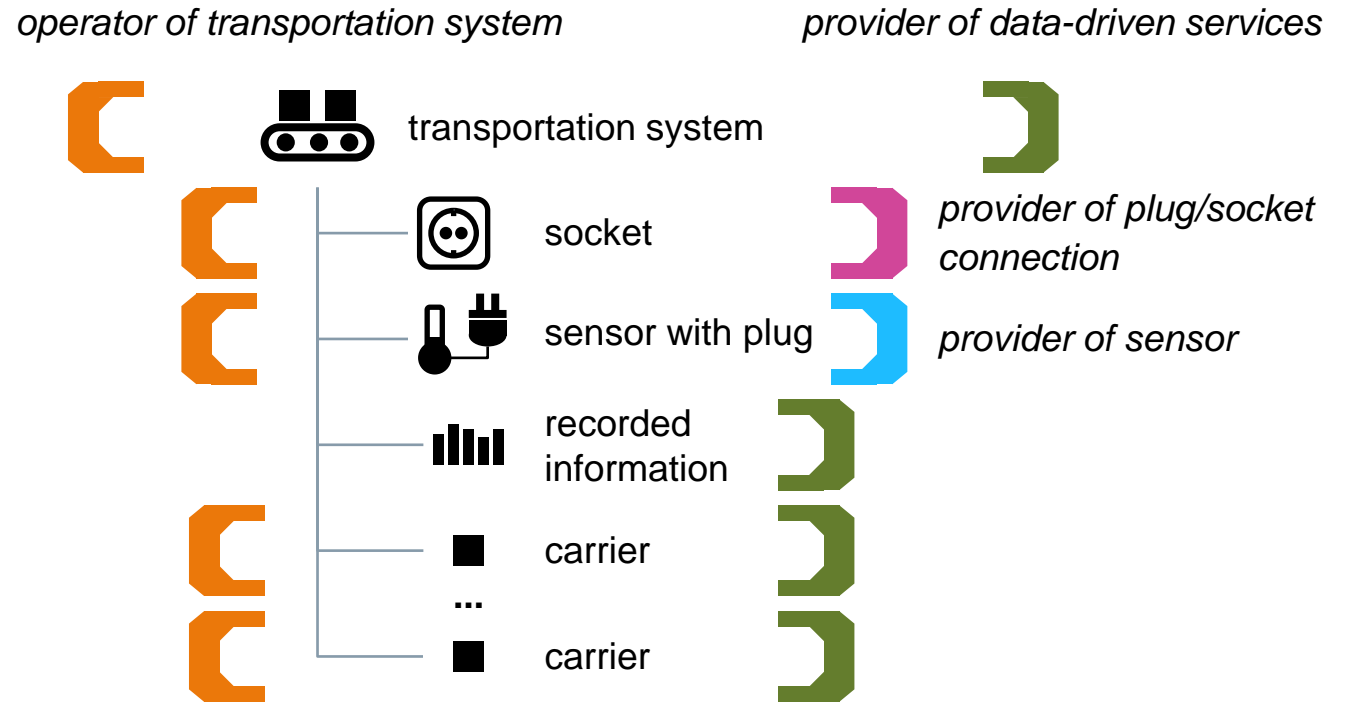 operator of transportation system
provider of data-driven services
transportation system
socket
provider of plug/socket
connection
sensor with plug
provider of sensor
recorded
information
carrier
...
carrier